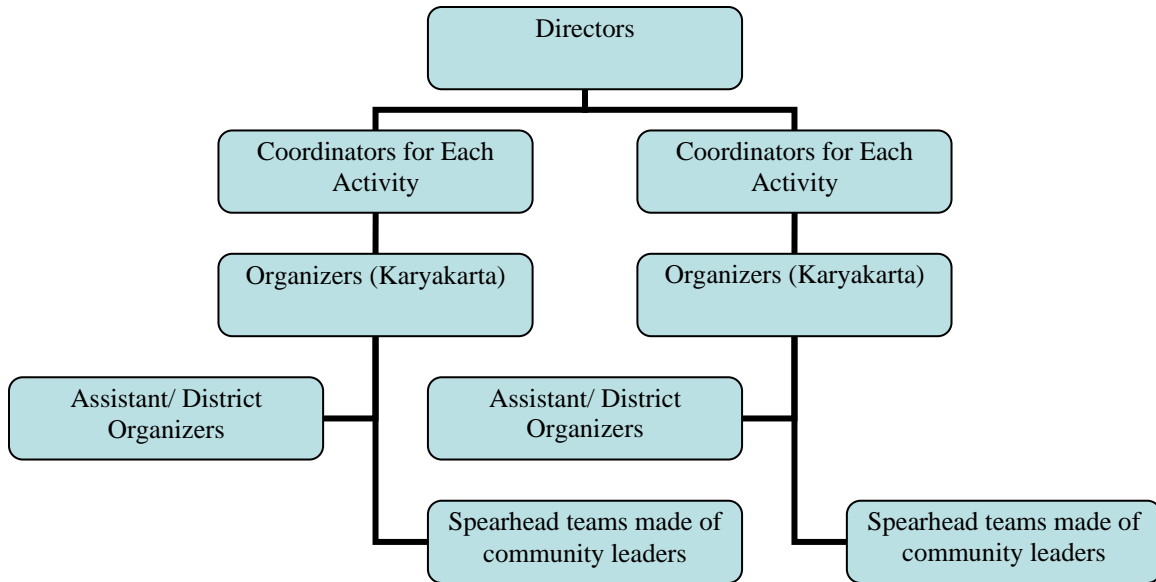 Directors
Coordinators for Each
Activity
Coordinators for Each
Activity
Organizers (Karyakarta)
Organizers (Karyakarta)
Assistant/ District
Organizers
Assistant/ District
Organizers
Spearhead teams made of
community leaders
Spearhead teams made of
community leaders